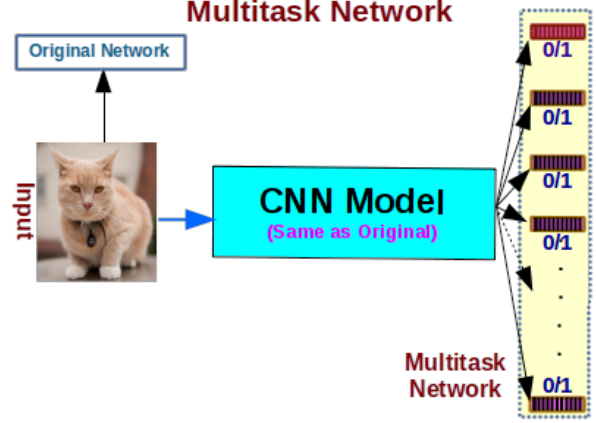 Multitask Network
Original Network
0/1
0/1
0/1
Input
CNN Model
(Same as Original)
0/1
Multitask
Network
0/1